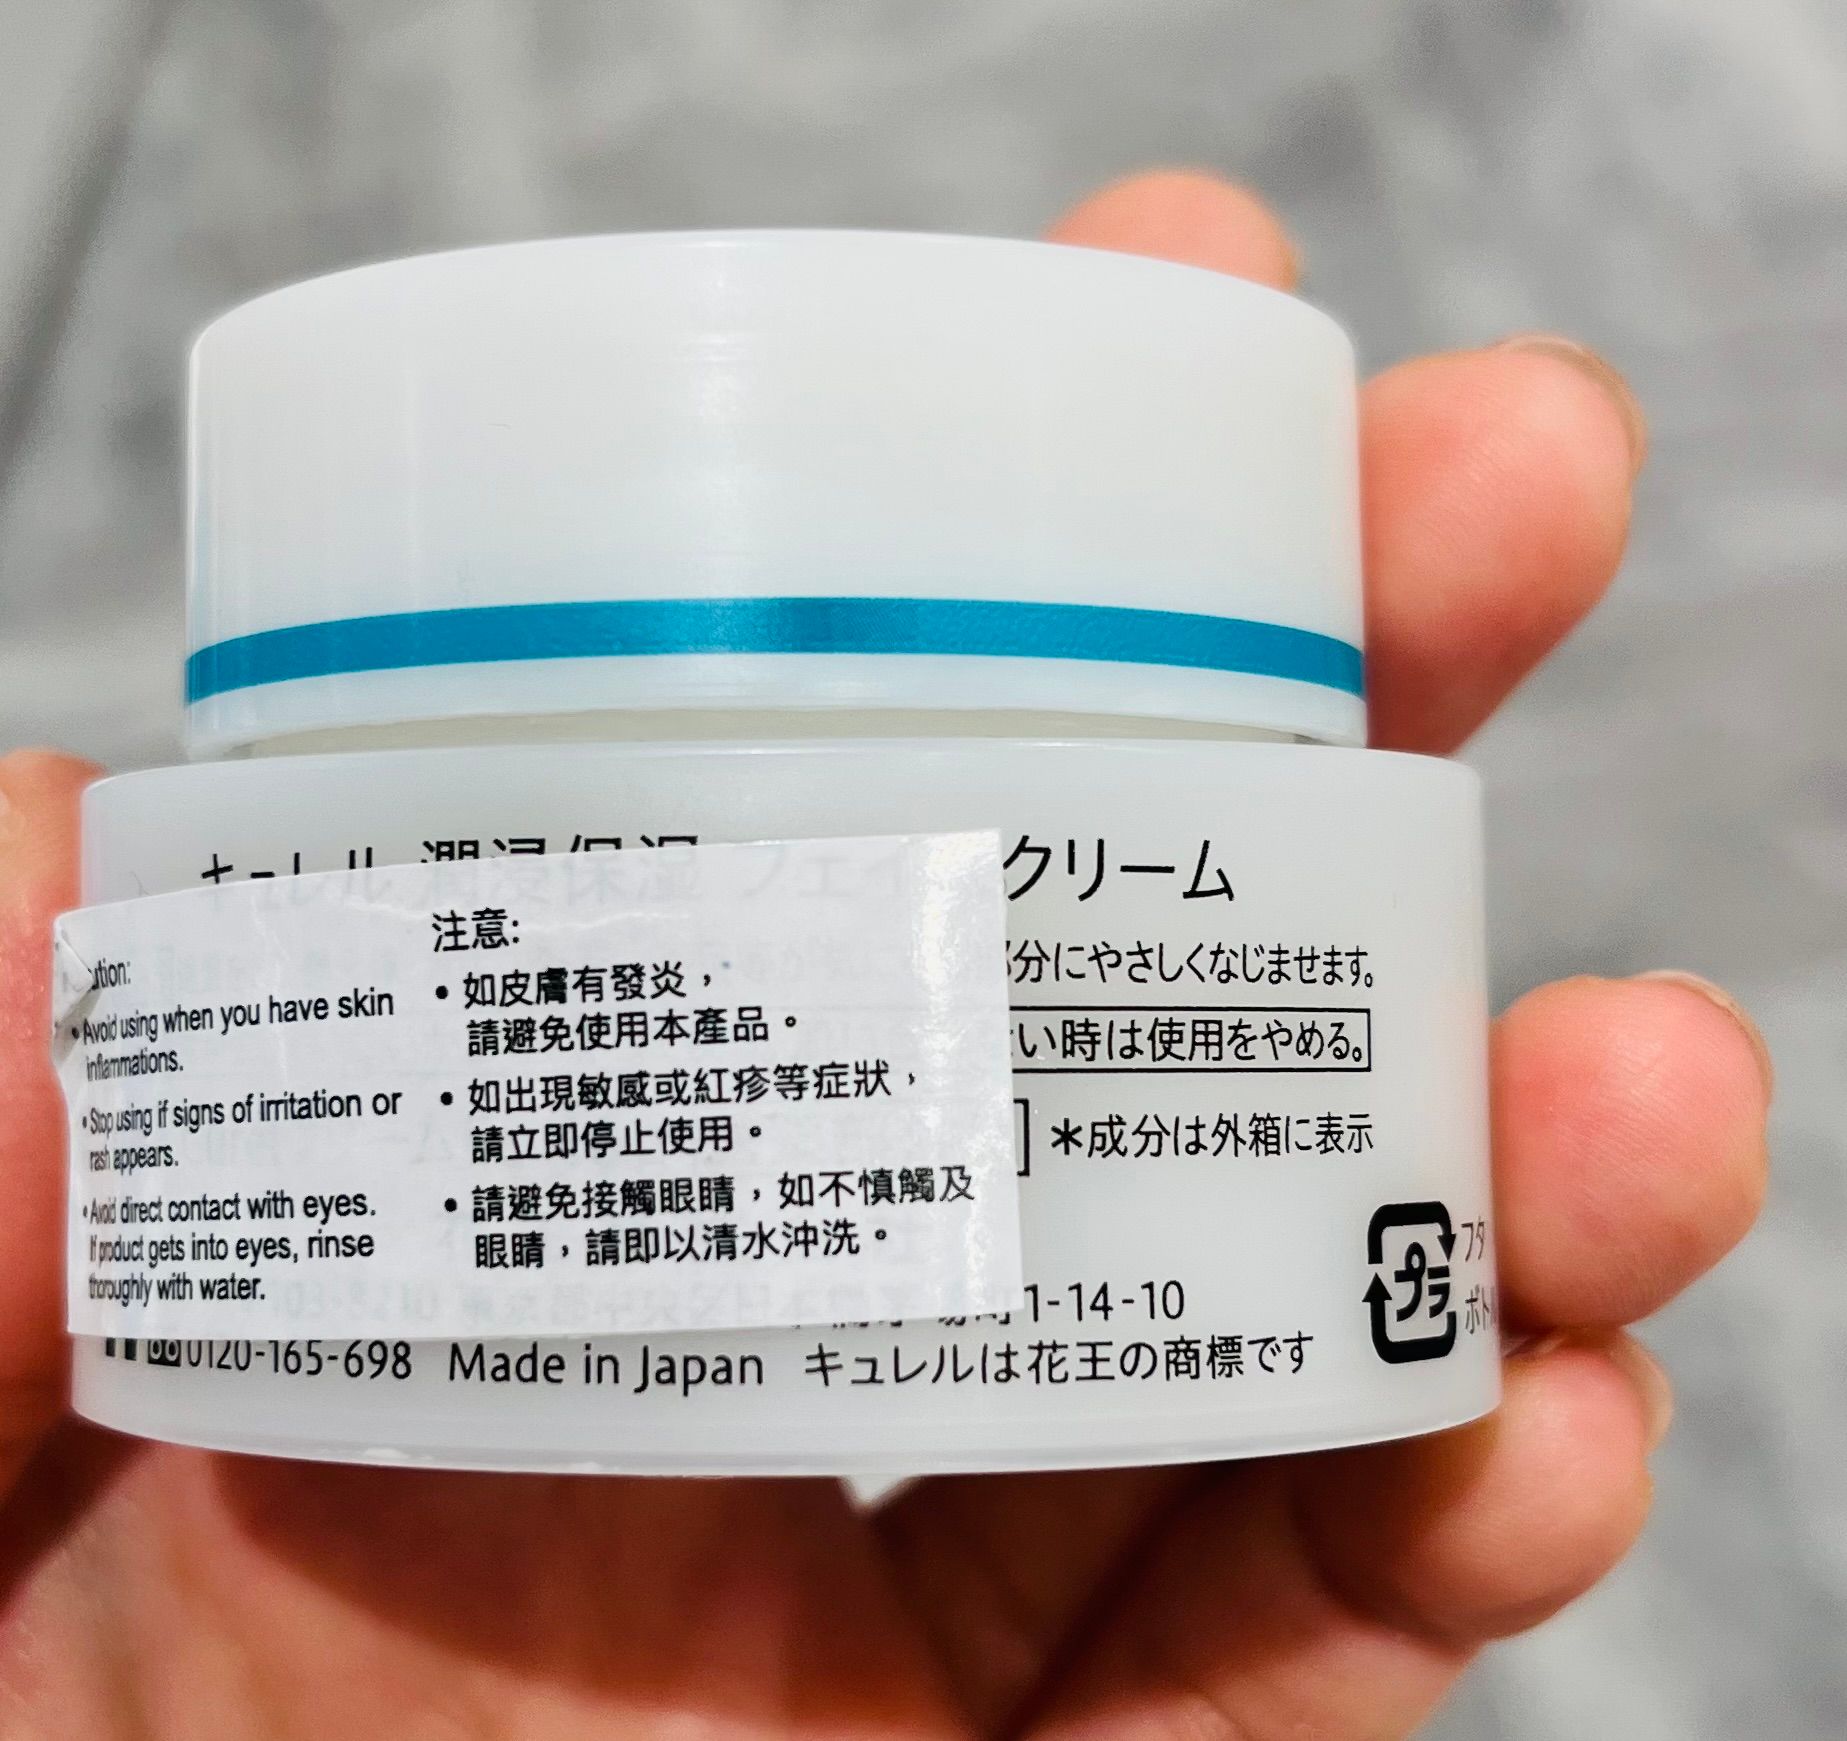 キュレル 潤浸保湿 フェイ クリーム
分にやさしくなじませます。
い時は使用をやめる。
*成分は外箱に表示
1-14-10
0120-165-698 Made in Japan キュレルは花王の商標です
プラ
フタ
ボトル
注意:
• 如皮膚有發炎，
請避免使用本產品。
• 如出現敏感或紅疹等症狀，
請立即停止使用。
• 請避免接觸眼睛，如不慎觸及
眼睛，請即以清水沖洗。
ution:
• Avoid using when you have skin
inflammations.
• Stop using if signs of irritation or
rash appears.
• Avoid direct contact with eyes.
If product gets into eyes, rinse
thoroughly with water.